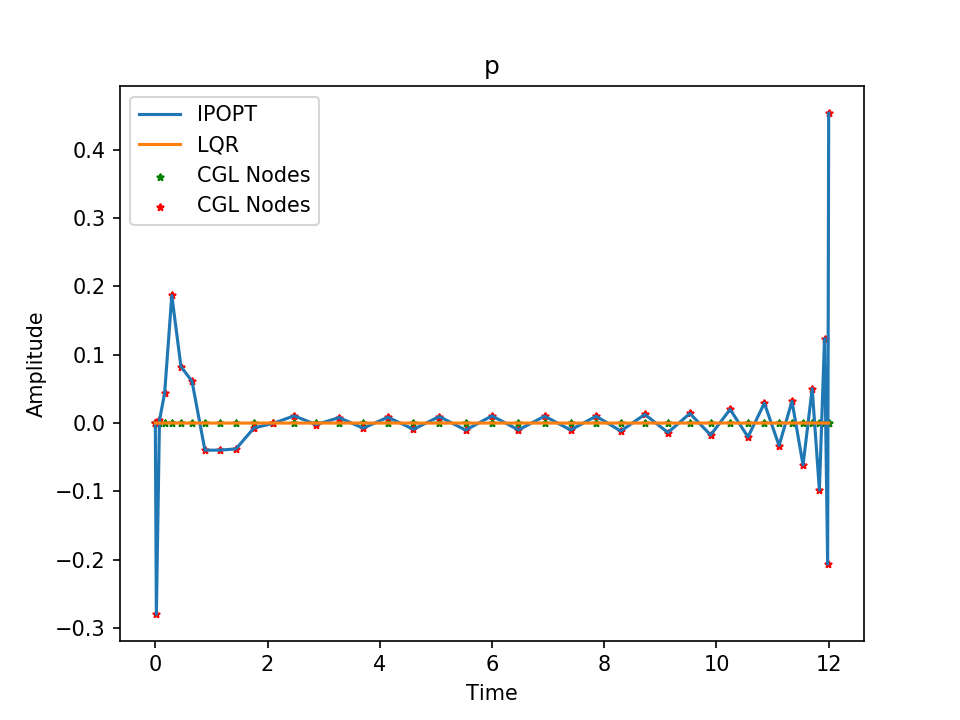 p
IPOPT
LQR
CGL Nodes
CGL Nodes
Amplitude
0.4
0.3
0.2
0.1
0.0
−0.1
−0.2
−0.3
0 2 4 6 8 10 12
Time